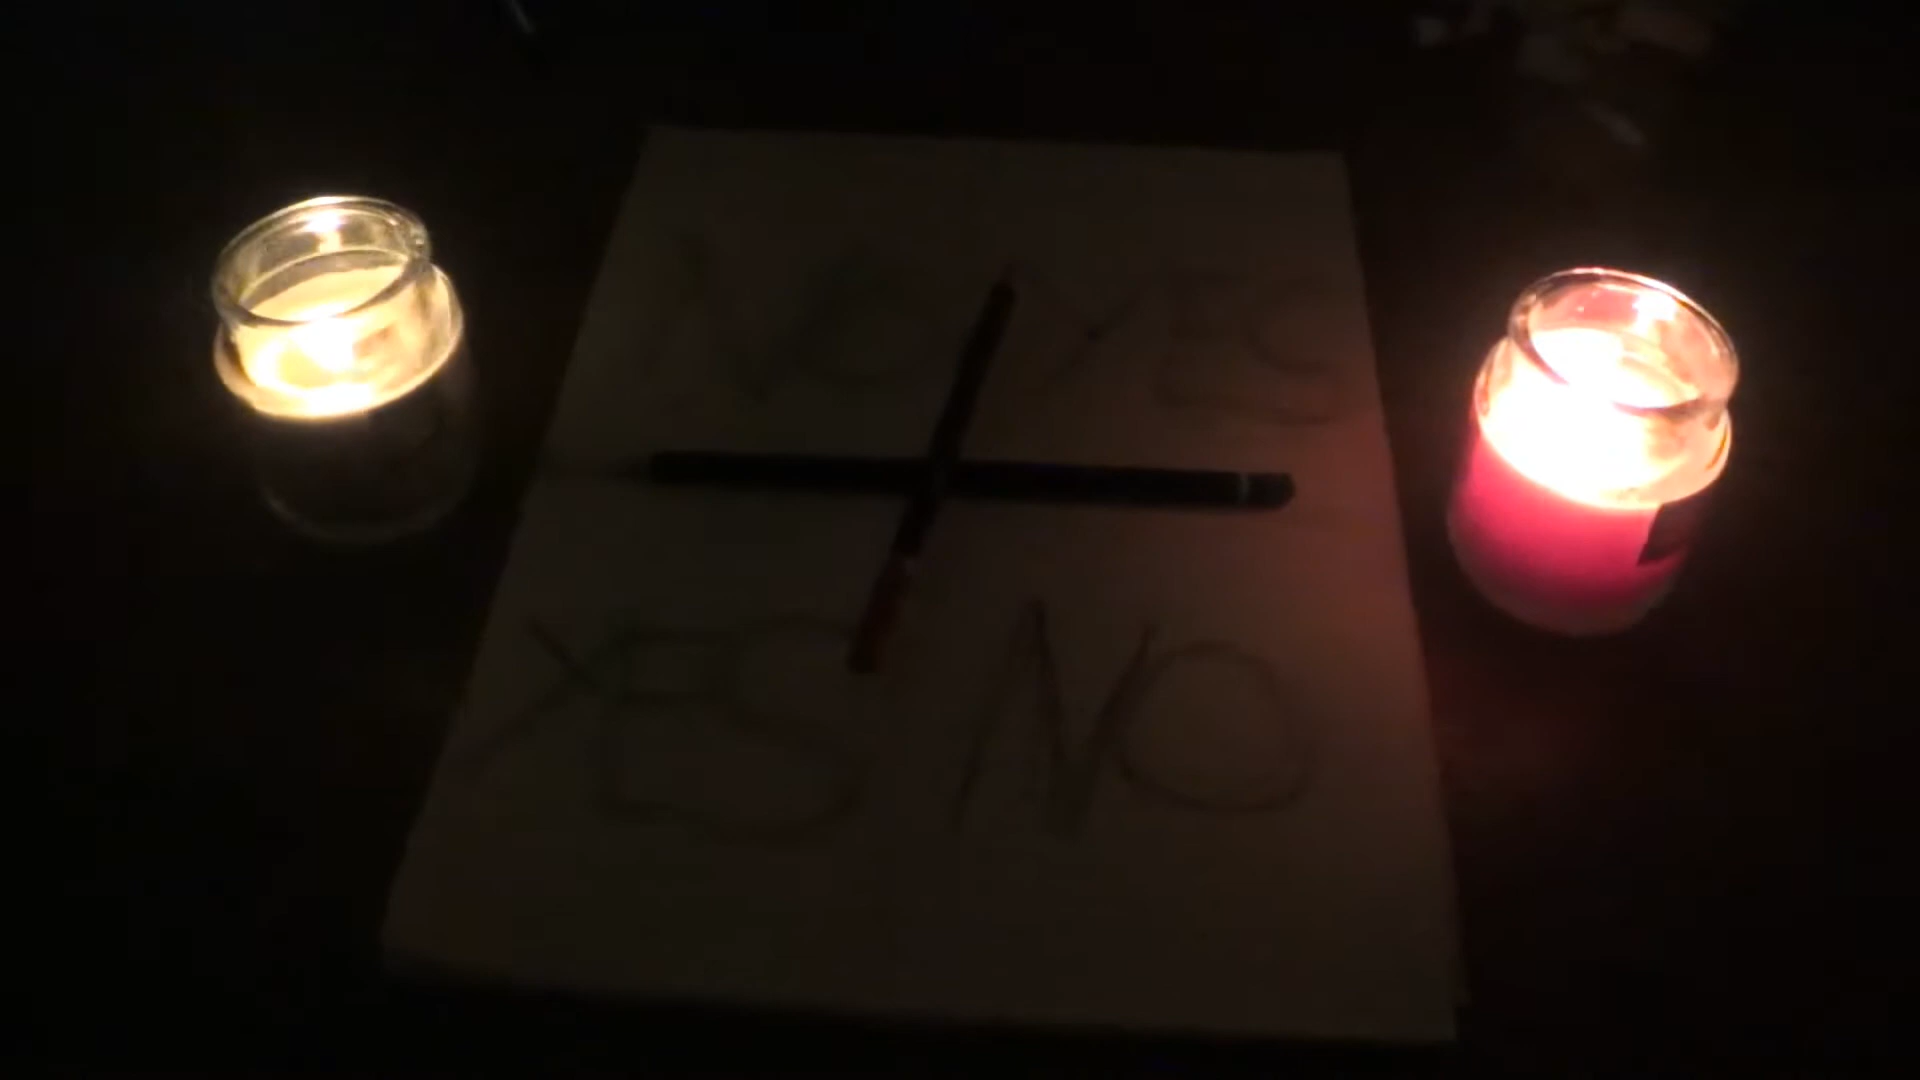 NO YES
YES NO